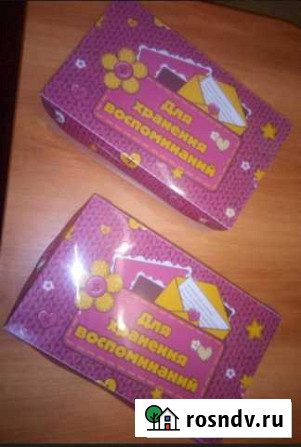 Для
хранения
воспоминаний
Для
хранения
воспоминаний
rosndv.ru